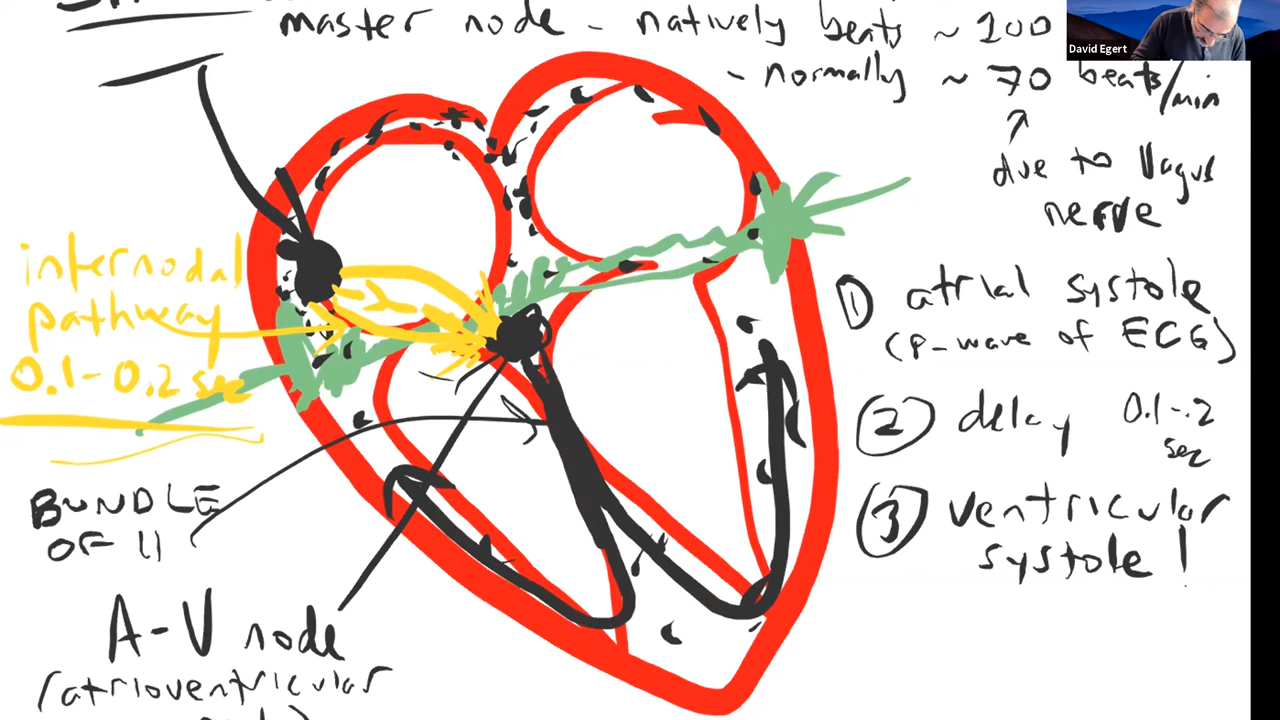 master node - natively beats ~ 100
- normally ~ 70 beats/min
due to Vagus
nerve
David Egert
internodal
pathway
0.1-0.2 sec
① atrial systole
(P-wave of ECG)
② delay 0.1-.2
sec
③ ventricular
systole!
BUNDLE
OF
A-V node
(atrioventricular